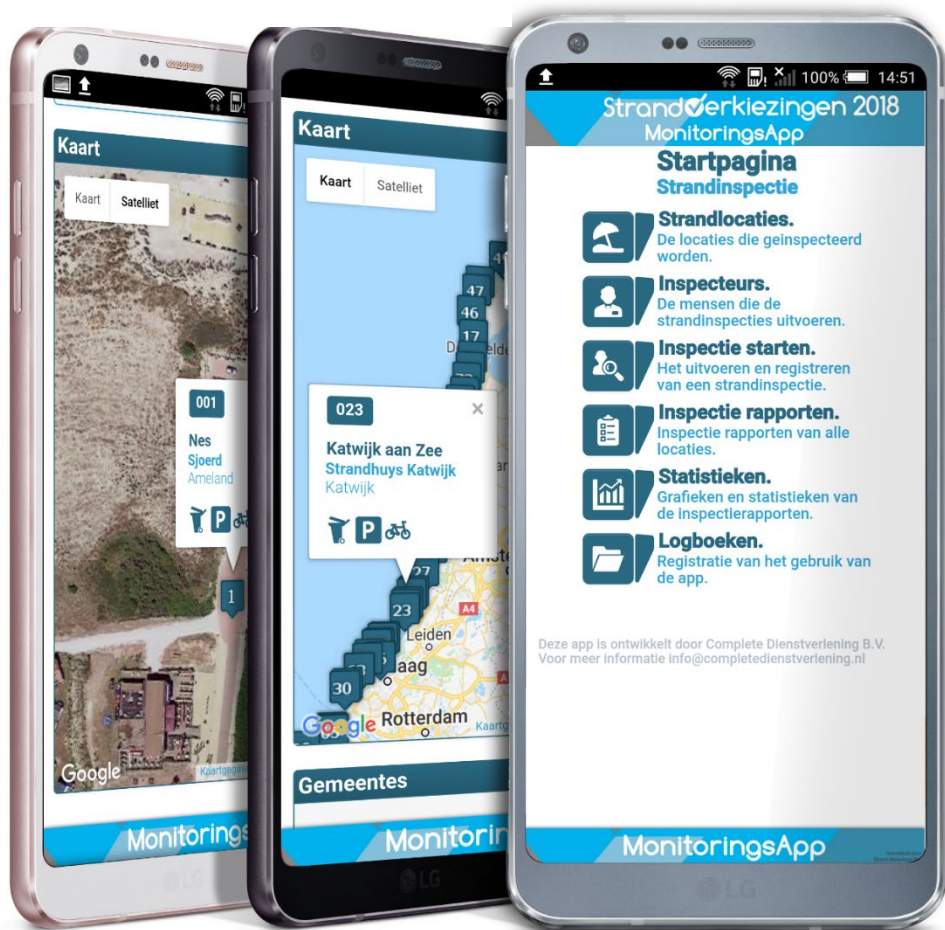 Kaart
Kaart
Satelliet
001
Nes
Sjoerd
Ameland
P
1
Google
Kaartgegev
Monitorings
LG
Kaart
Kaart
Satelliet
47
46
17
023
×
Katwijk aan Zee
Strandhuys Katwijk
Katwijk
P
27
A4
23
Leiden
30
Rotterdam
Google
Gemeentes
LG
100%
14:51
StrandVerkiezingen 2018
MonitoringsApp
Startpagina
Strandinspectie
Strandlocaties.
De locaties die geinspecteerd
worden.
Inspecteurs.
De mensen die de
strandinspecties uitvoeren.
Inspectie starten.
Het uitvoeren en registreren
van een strandinspectie.
Inspectie rapporten.
Inspectie rapporten van alle
locaties.
Statistieken.
Grafieken en statistieken van
de inspectierapporten.
Logboeken.
Registratie van het gebruik van
de app.
Deze app is ontwikkelt door Complete Dienstverlening B.V.
Voor meer informatie info@completedienstverlening.nl
MonitoringsApp
LG